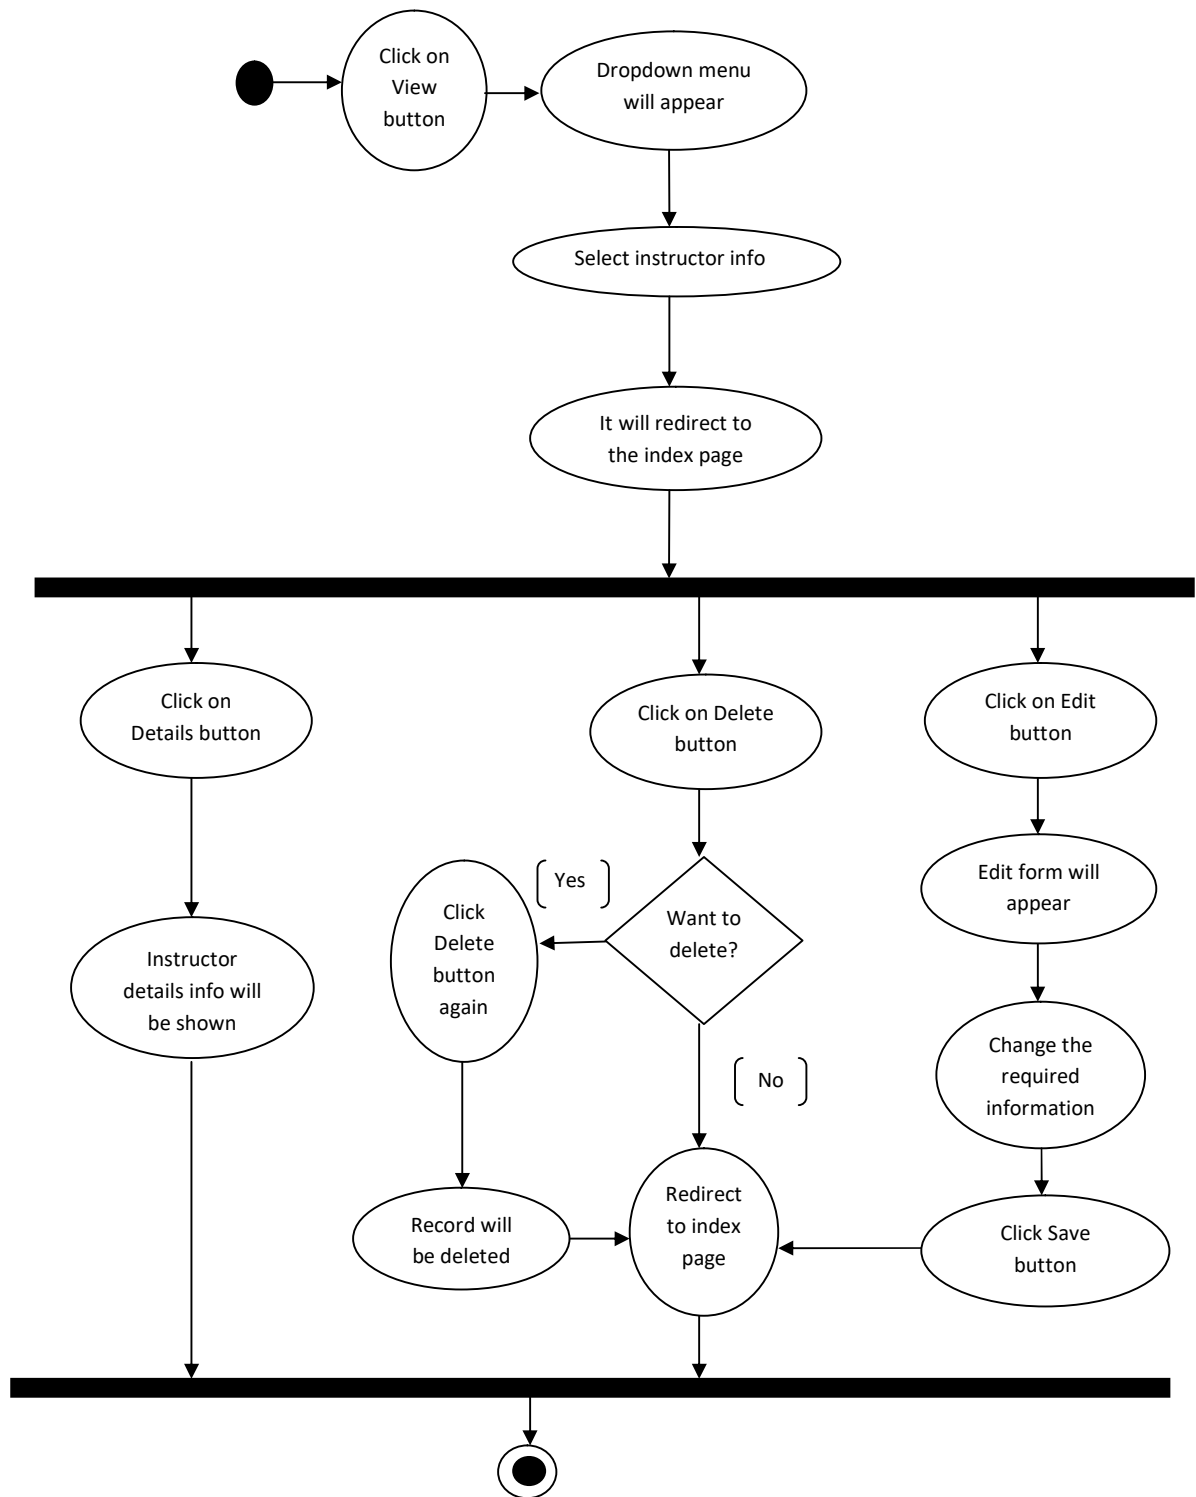 Click on
View
button
Dropdown menu
will appear
Select instructor info
It will redirect to
the index page
Click on
Details button
Click on Delete
button
Click on Edit
button
Instructor
details info will
be shown
Click
Delete
button
again
Yes
Want to
delete?
No
Edit form will
appear
Change the
required
information
Record will
be deleted
Redirect
to index
page
Click Save
button